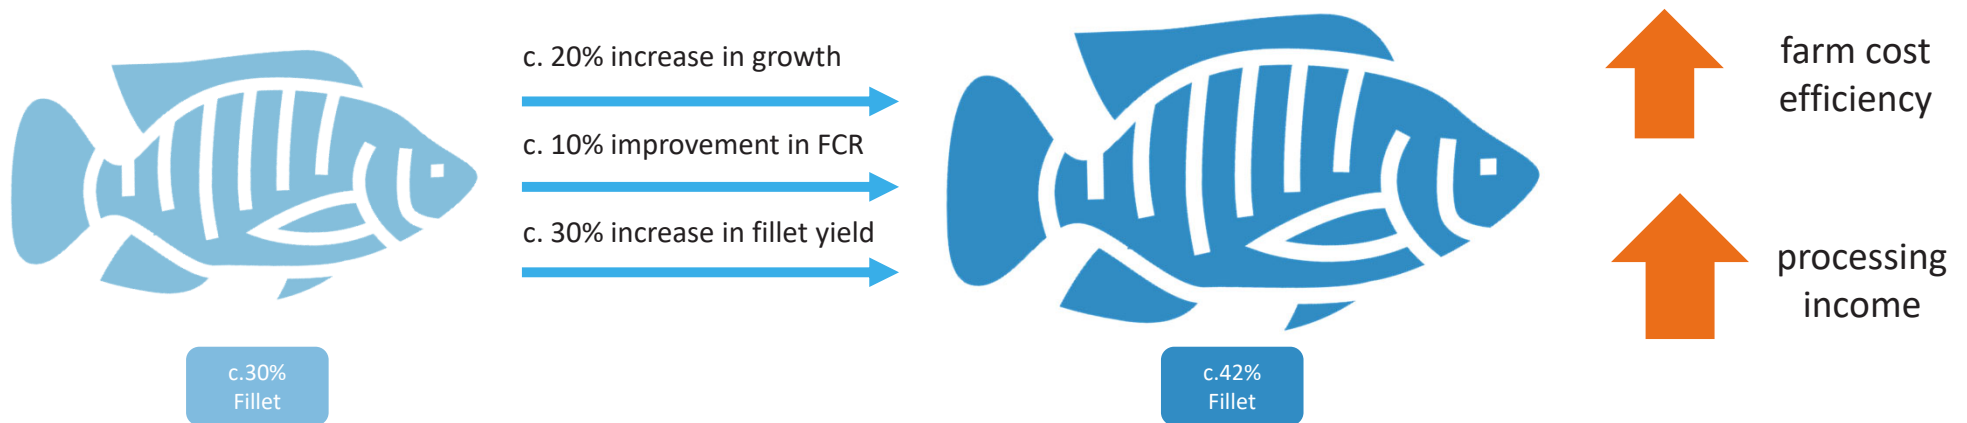 c. 20% increase in growth
c. 10% improvement in FCR
c. 30% increase in fillet yield
c.30%
Fillet
c.42%
Fillet
farm cost
efficiency
processing
income